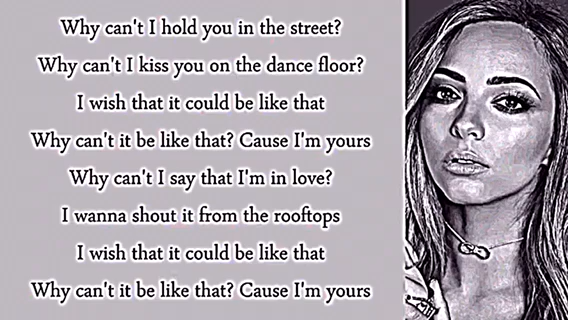 Why can't I hold you in the street?
Why can't I kiss you on the dance floor?
I wish that it could be like that
Why can't it be like that? Cause I'm yours
Why can't I say that I'm in love?
I wanna shout it from the rooftops
I wish that it could be like that
Why can't it be like that? Cause I'm yours